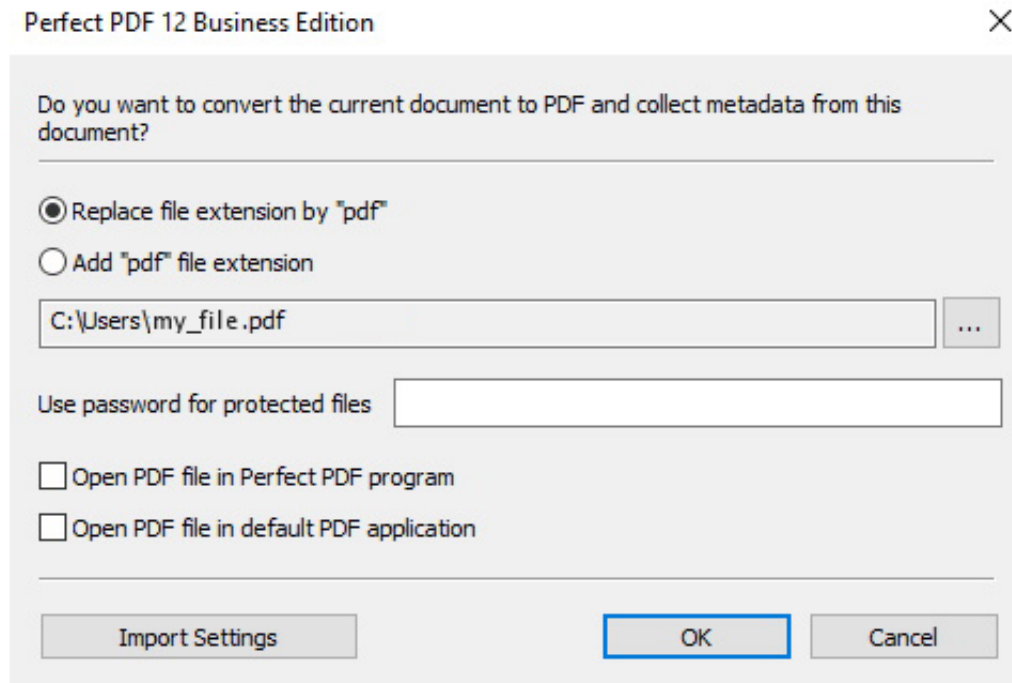 Perfect PDF 12 Business Edition
Do you want to convert the current document to PDF and collect metadata from this
document?
Replace file extension by "pdf"
Add "pdf" file extension
C:\Users\my_file.pdf
...
Use password for protected files
Open PDF file in Perfect PDF program
Open PDF file in default PDF application
Import Settings
OK
Cancel